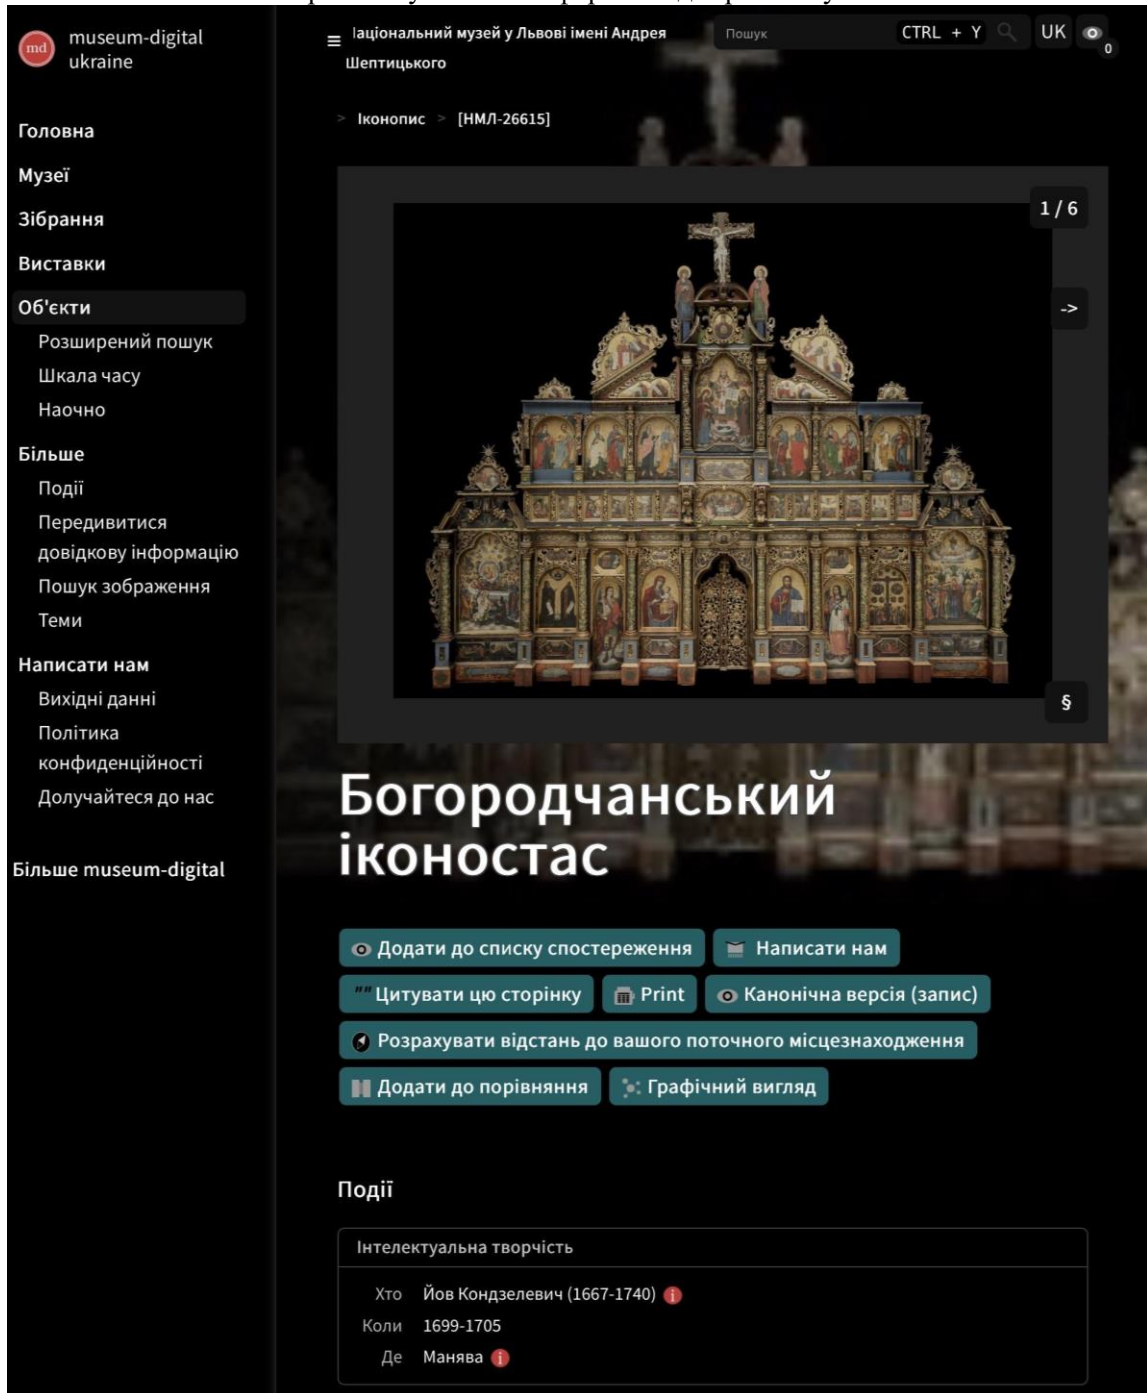 md
museum-digital
ukraine
Головна
Музеї
Зібрання
Виставки
Об'єкти
Розширений пошук
Шкала часу
Наочно
Більше
Події
Передивитися
довідкову інформацію
Пошук зображення
Теми
Написати нам
Вихідні данні
Політика
конфиденційності
Долучайтеся до нас
Більше museum-digital
≡ Іаціональний музей у Львові імені Андрея
Шептицького
Пошук CTRL + Y UK 0
> Іконопис > [НМЛ-26615]
1 / 6
->
§
Богородчанський
іконостас
Додати до списку спостереження
Написати нам
"" Цитувати цю сторінку
Print
Канонічна версія (запис)
Розрахувати відстань до вашого поточного місцезнаходження
Додати до порівняння
Графічний вигляд
Події
Інтелектуальна творчість
Хто Йов Кондзелевич (1667-1740) i
Коли 1699-1705
Де Манява i